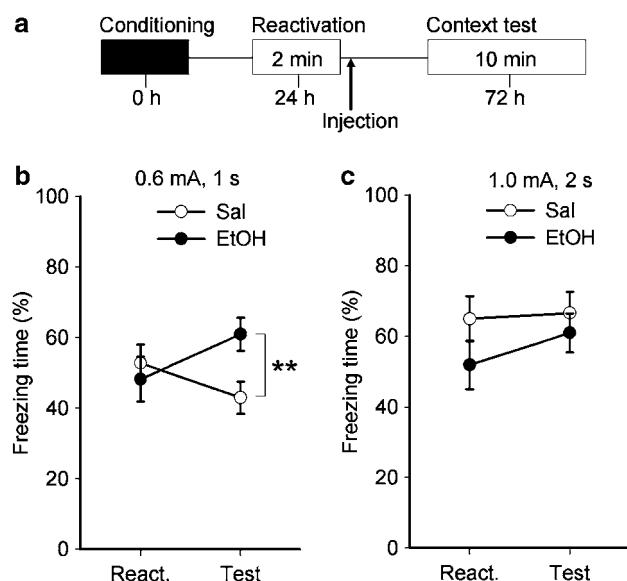 a
Conditioning Reactivation Context test
2 min 10 min
0 h 24 h 72 h
Injection
b 0.6 mA, 1 s
Sal
EtOH
Freezing time (%)
100
80
60
40
20
0
**
React. Test
c 1.0 mA, 2 s
Sal
EtOH
Freezing time (%)
100
80
60
40
20
0
React. Test